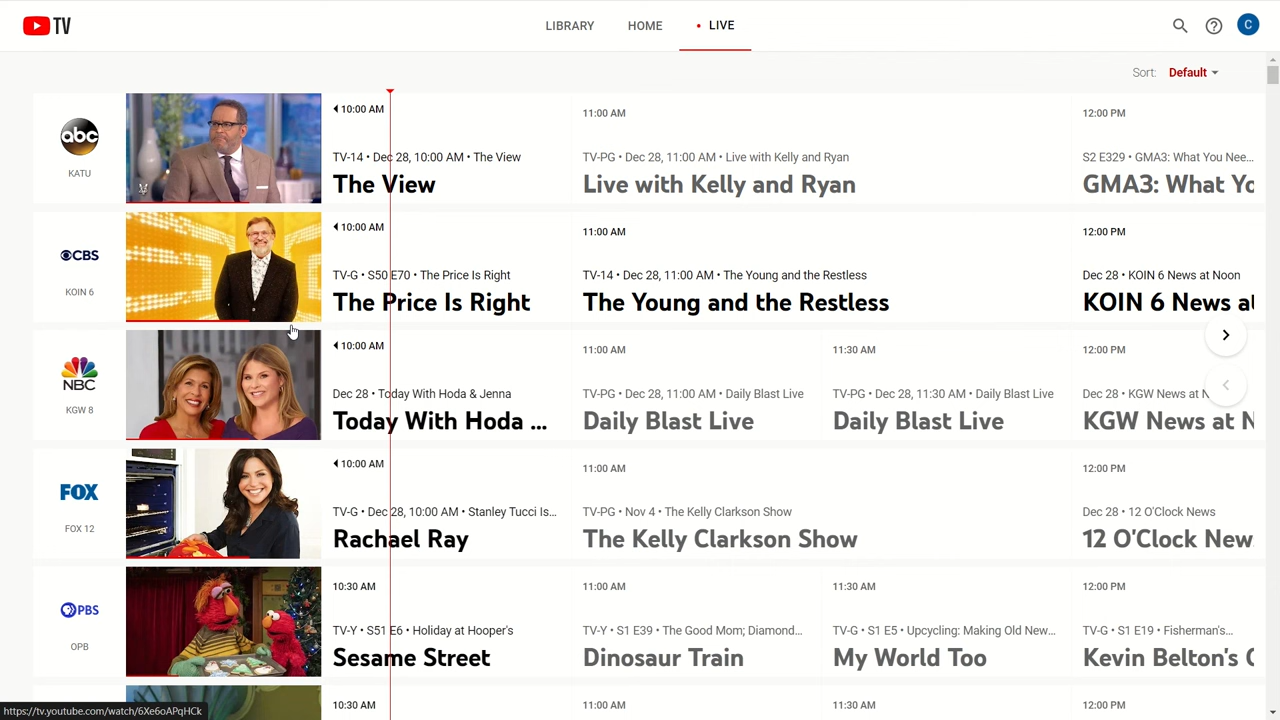 TV
LIBRARY
HOME
• LIVE
C
Sort: Default
abc
KATU
10:00 AM
TV-14 • Dec 28, 10:00 AM • The View
The View
11:00 AM
TV-PG • Dec 28, 11:00 AM • Live with Kelly and Ryan
Live with Kelly and Ryan
12:00 PM
S2 E329 • GMA3: What You Nee...
GMA3: What Yo
CBS
KOIN 6
10:00 AM
TV-G • S50 E70 • The Price Is Right
The Price Is Right
11:00 AM
TV-14 • Dec 28, 11:00 AM • The Young and the Restless
The Young and the Restless
12:00 PM
Dec 28 • KOIN 6 News at Noon
KOIN 6 News at
NBC
KGW 8
10:00 AM
Dec 28 • Today With Hoda & Jenna
Today With Hoda ...
11:00 AM
TV-PG • Dec 28, 11:00 AM • Daily Blast Live
Daily Blast Live
11:30 AM
TV-PG • Dec 28, 11:30 AM • Daily Blast Live
Daily Blast Live
12:00 PM
Dec 28 • KGW News at N
KGW News at N
FOX
FOX 12
10:00 AM
TV-G • Dec 28, 10:00 AM • Stanley Tucci Is...
Rachael Ray
11:00 AM
TV-PG • Nov 4 • The Kelly Clarkson Show
The Kelly Clarkson Show
12:00 PM
Dec 28 • 12 O'Clock News
12 O'Clock New
PBS
OPB
10:30 AM
TV-Y • S51 E6 • Holiday at Hooper's
Sesame Street
11:00 AM
TV-Y • S1 E39 • The Good Mom; Diamond...
Dinosaur Train
11:30 AM
TV-G • S1 E5 • Upcycling: Making Old New...
My World Too
12:00 PM
TV-G • S1 E19 • Fisherman's...
Kevin Belton's C
10:30 AM
11:00 AM
11:30 AM
12:00 PM
https://tv.youtube.com/watch/6Xe6oAPqHCk